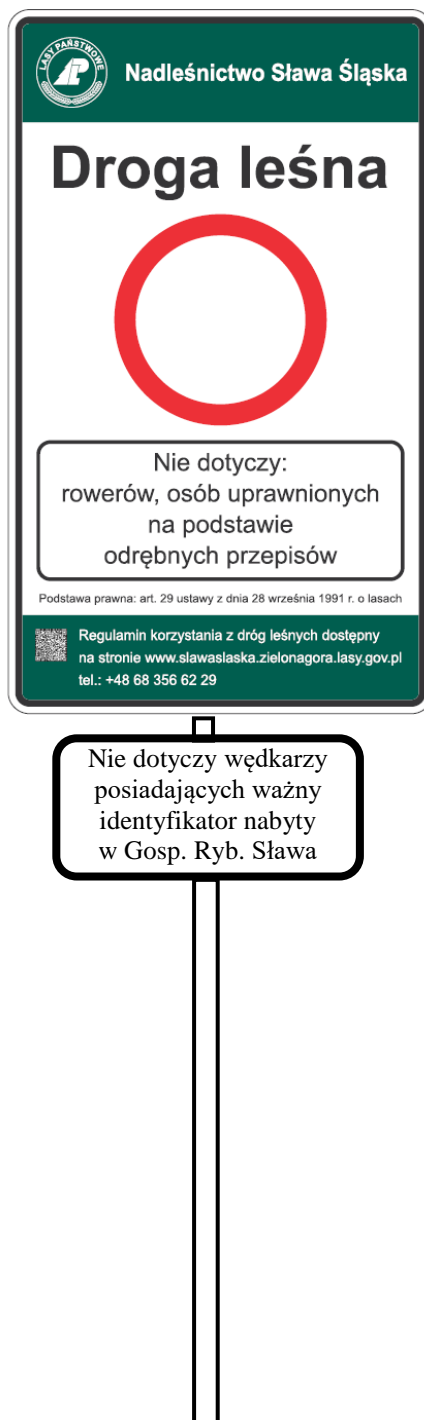 LASY PAŃSTWOWE
Nadleśnictwo Sława Śląska
Droga leśna
Nie dotyczy:
rowerów, osób uprawnionych
na podstawie
odrębnych przepisów
Podstawa prawna: art. 29 ustawy z dnia 28 września 1991 r. o lasach
Regulamin korzystania z dróg leśnych dostępny
na stronie www.slawaslaska.zielonagora.lasy.gov.pl
tel.: +48 68 356 62 29
Nie dotyczy wędkarzy
posiadających ważny
identyfikator nabyty
w Gosp. Ryb. Sława